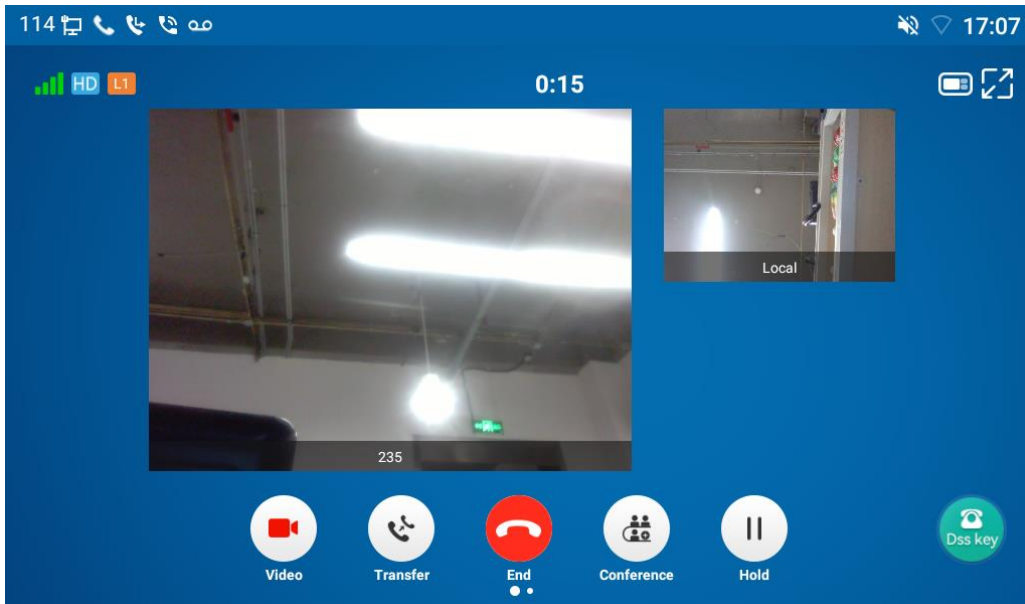 114
17:07
HD L1
0:15
Local
235
Video
Transfer
End
Conference
Hold
Dss key